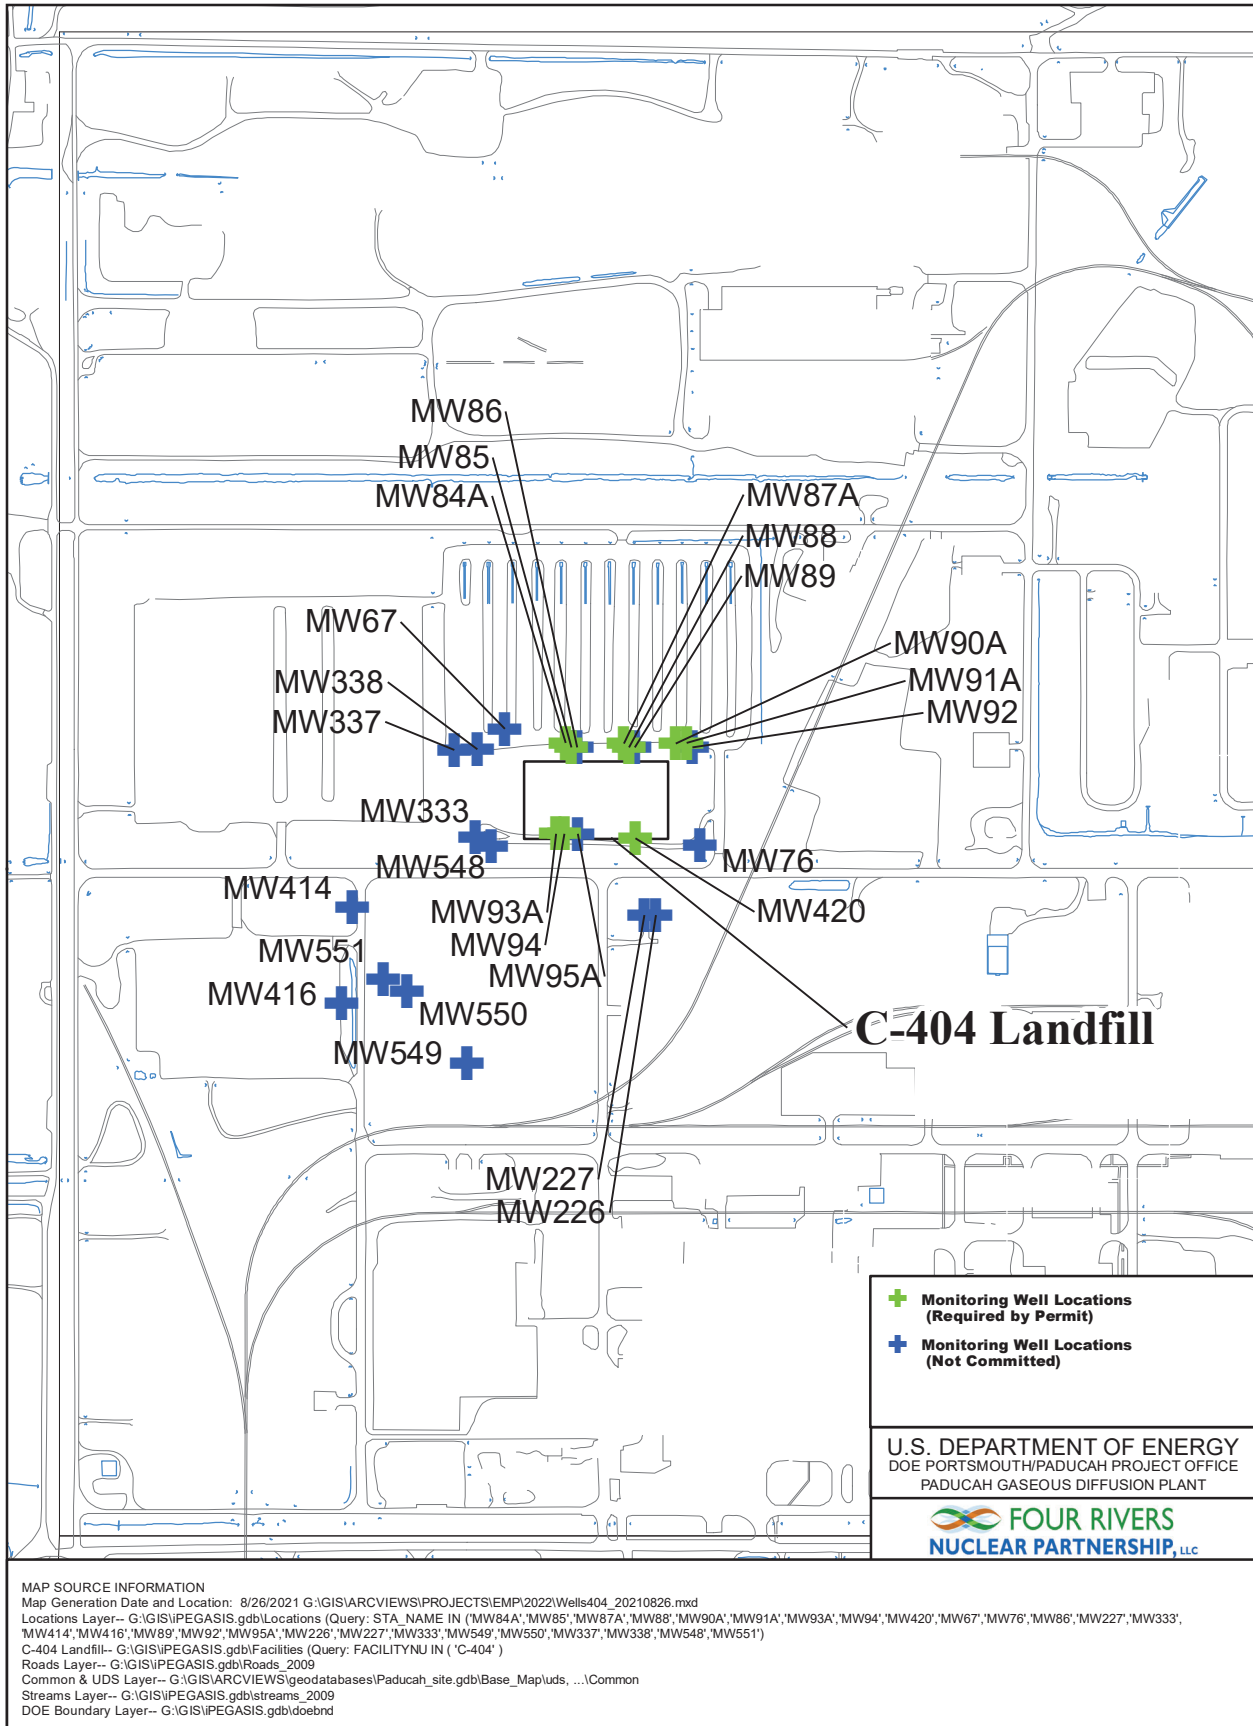 MW86
MW85
MW84A
MW87A
MW88
MW89
MW67
MW90A
MW338
MW91A
MW337
MW92
MW333
MW548
MW76
MW414
MW93A
MW420
MW94
MW551
MW95A
MW416
MW550
C-404 Landfill
MW549
MW227
MW226
Monitoring Well Locations
(Required by Permit)
Monitoring Well Locations
(Not Committed)
U.S. DEPARTMENT OF ENERGY
DOE PORTSMOUTH/PADUCAH PROJECT OFFICE
PADUCAH GASEOUS DIFFUSION PLANT
FOUR RIVERS
NUCLEAR PARTNERSHIP, LLC
MAP SOURCE INFORMATION
Map Generation Date and Location: 8/26/2021 G:\GIS\ARCVIEWS\PROJECTS\EMP\2022\Wells404_20210826.mxd
Locations Layer-- G:\GIS\iPEGASIS.gdb\Locations (Query: STA_NAME IN ('MW84A','MW85','MW87A','MW88','MW90A','MW91A','MW93A','MW94','MW420','MW67','MW76','MW86','MW227','MW333',
'MW414','MW416','MW89','MW92','MW95A','MW226','MW227','MW333','MW549','MW550','MW337','MW338','MW548','MW551')
C-404 Landfill-- G:\GIS\iPEGASIS.gdb\Facilities (Query: FACILITYNU IN ( 'C-404' )
Roads Layer-- G:\GIS\iPEGASIS.gdb\Roads_2009
Common & UDS Layer-- G:\GIS\ARCVIEWS\geodatabases\Paducah_site.gdb\Base_Map\uds, ...\Common
Streams Layer-- G:\GIS\iPEGASIS.gdb\streams_2009
DOE Boundary Layer-- G:\GIS\iPEGASIS.gdb\doebnd